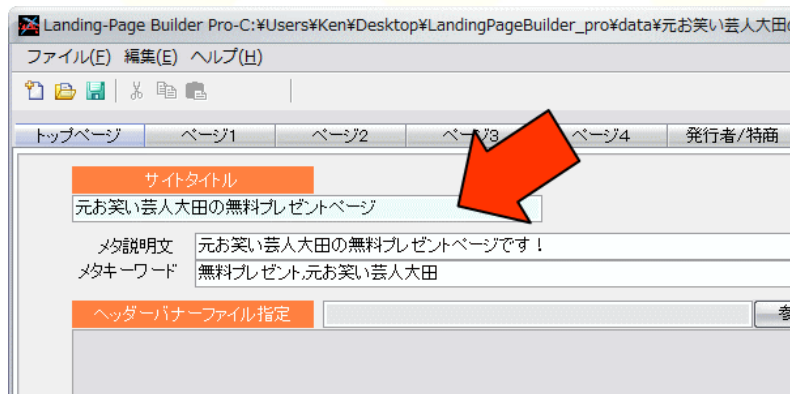 Landing-Page Builder Pro-C:¥Users¥Ken¥Desktop¥LandingPageBuilder_pro¥data¥元お笑い芸人大田
ファイル(F) 編集(E) ヘルプ(H)
トップページ ページ1 ページ2 ページ3 ページ4 発行者/特商
サイトタイトル
元お笑い芸人大田の無料プレゼントページ
メタ説明文 元お笑い芸人大田の無料プレゼントページです!
メタキーワード 無料プレゼント,元お笑い芸人大田
ヘッダーバナーファイル指定